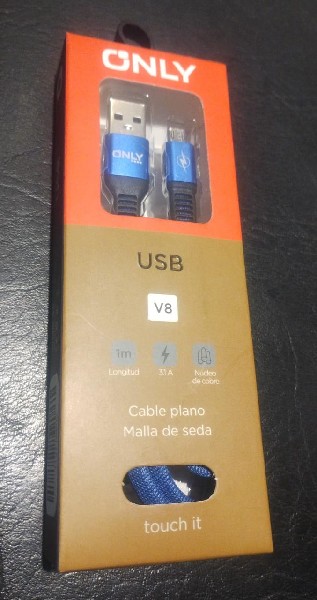 ONLY
ONLY
USB
V8
1m
Longitud
3.1 A
Núcleo
de cobre
Cable plano
Malla de seda
touch it